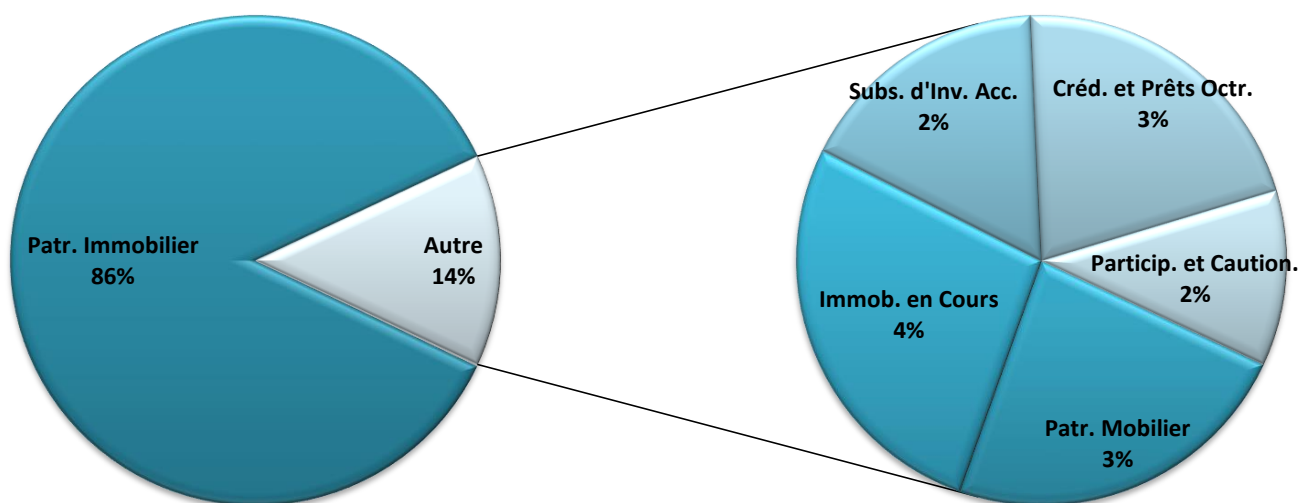 Patr. Immobilier
86%
Autre
14%
Subs. d'Inv. Acc.
2%
Créd. et Prêts Octr.
3%
Particip. et Caution.
2%
Immob. en Cours
4%
Patr. Mobilier
3%